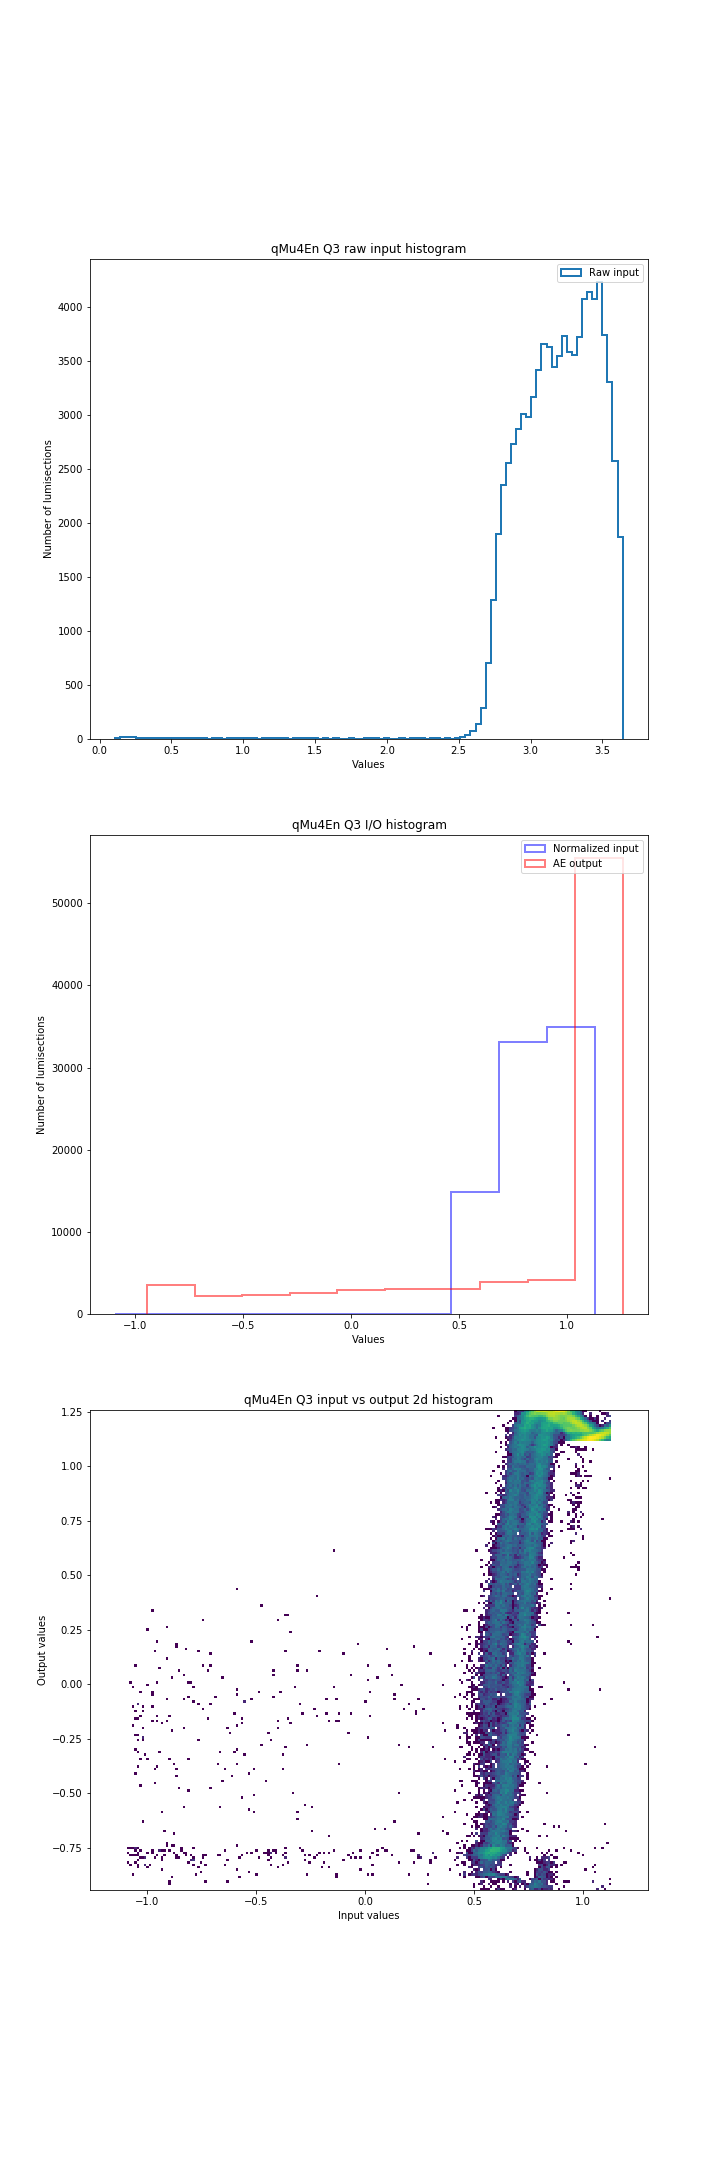 qMu4En Q3 raw input histogram
Raw input
4000
3500
3000
2500
2000
1500
1000
500
0
Number of lumisections
0.0 0.5 1.0 1.5 2.0 2.5 3.0 3.5
Values
qMu4En Q3 I/O histogram
Normalized input
AE output
50000
40000
30000
20000
10000
0
Number of lumisections
−1.0 −0.5 0.0 0.5 1.0
Values
qMu4En Q3 input vs output 2d histogram
1.25
1.00
0.75
0.50
0.25
0.00
−0.25
−0.50
−0.75
Output values
−1.0 −0.5 0.0 0.5 1.0
Input values